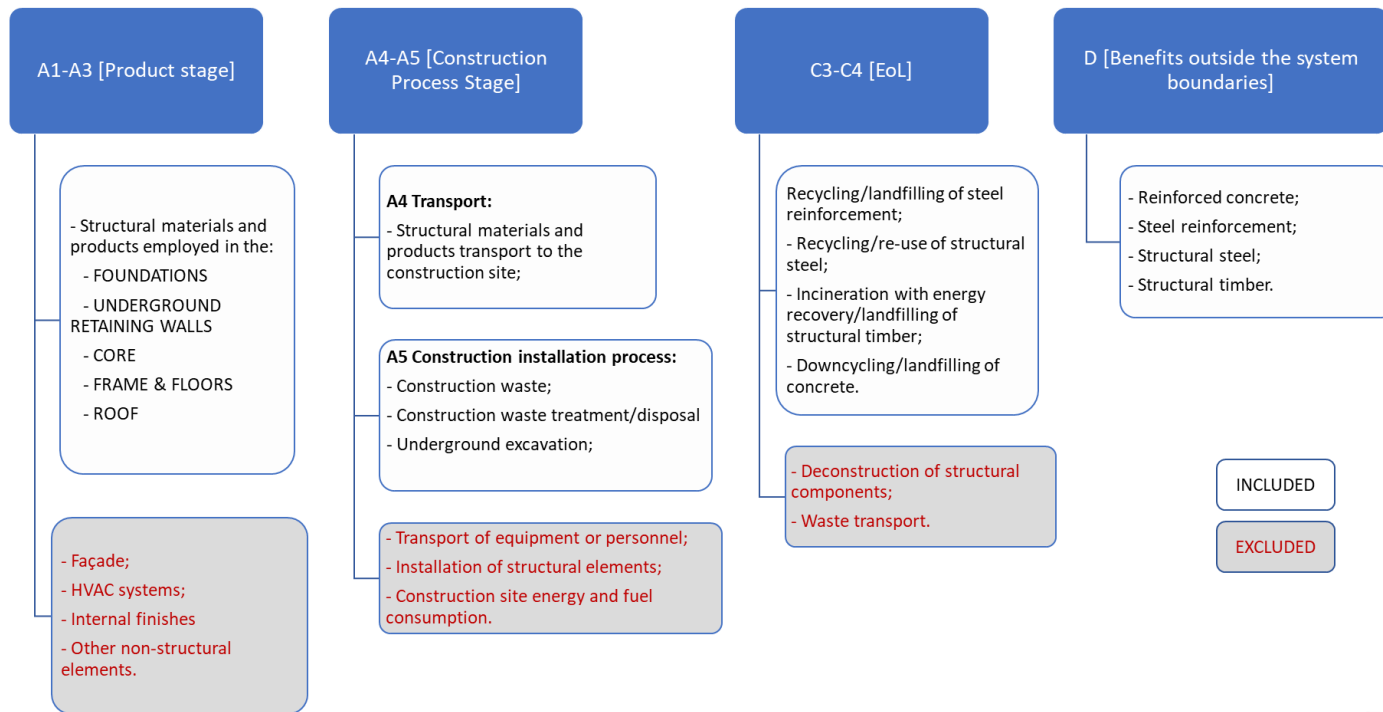 A1-A3 [Product stage]
- Structural materials and
products employed in the:
- FOUNDATIONS
- UNDERGROUND
RETAINING WALLS
- CORE
- FRAME & FLOORS
- ROOF
- Façade;
- HVAC systems;
- Internal finishes
- Other non-structural
elements.
A4-A5 [Construction
Process Stage]
A4 Transport:
- Structural materials and
products transport to the
construction site;
A5 Construction installation process:
- Construction waste;
- Construction waste treatment/disposal
- Underground excavation;
- Transport of equipment or personnel;
- Installation of structural elements;
- Construction site energy and fuel
consumption.
C3-C4 [EoL]
Recycling/landfilling of steel
reinforcement;
- Recycling/re-use of structural
steel;
- Incineration with energy
recovery/landfilling of
structural timber;
- Downcycling/landfilling of
concrete.
- Deconstruction of structural
components;
- Waste transport.
D [Benefits outside the system
boundaries]
- Reinforced concrete;
- Steel reinforcement;
- Structural steel;
- Structural timber.
INCLUDED
EXCLUDED